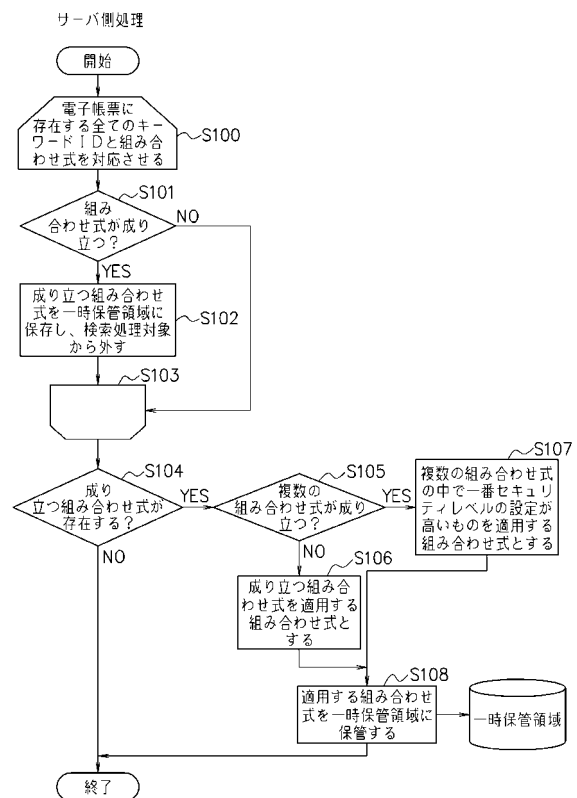 サーバ側処理
開始
電子帳票に
存在する全てのキー
ワードIDと組み合
わせ式を対応させる
S100
S101
組み
合わせ式が成り
立つ?
NO
YES
成り立つ組み合わせ
式を一時保管領域に
保存し、検索処理対象
から外す
S102
S103
S104
成り
立つ組み合わせ式が
存在する?
YES
NO
S105
複数の
組み合わせ式が成り
立つ?
YES
NO
S107
複数の組み合わせ式
の中で一番セキュリ
ティレベルの設定が
高いものを適用する
組み合わせ式とする
S106
成り立つ組み合
わせ式を適用する
組み合わせ式と
する
S108
適用する組み合わせ
式を一時保管領域に
保管する
一時保管領域
終了